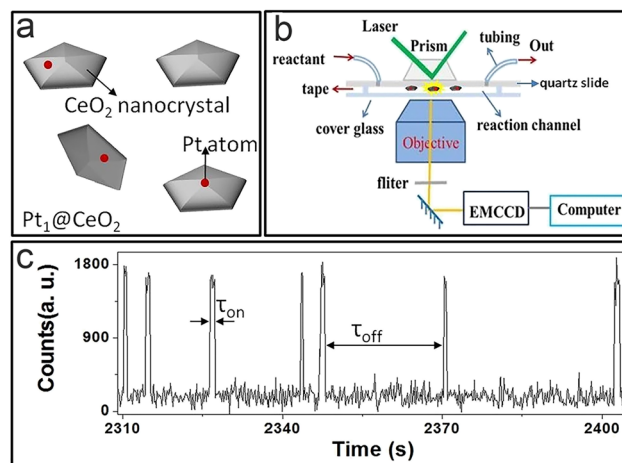 a
CeO2 nanocrystal
Pt atom
Pt1@CeO2
b
Laser
Prism
tubing
Out
reactant
quartz slide
tape
cover glass
reaction channel
Objective
fliter
EMCCD
Computer
c
Counts(a. u.)
1800
900
0
τon
τoff
2310
2340
2370
2400
Time (s)